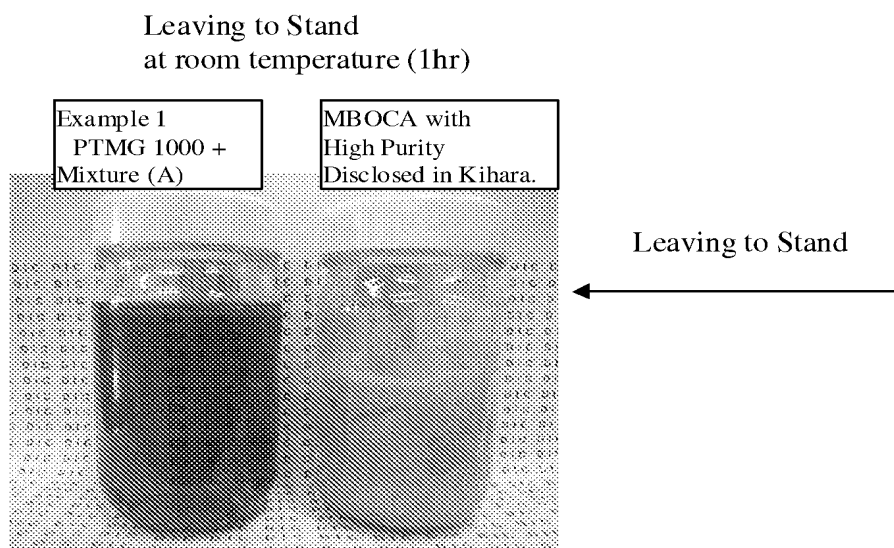 Leaving to Stand
at room temperature (1hr)
Example 1
PTMG 1000 +
Mixture (A)
MBOCA with
High Purity
Disclosed in Kihara.
Leaving to Stand